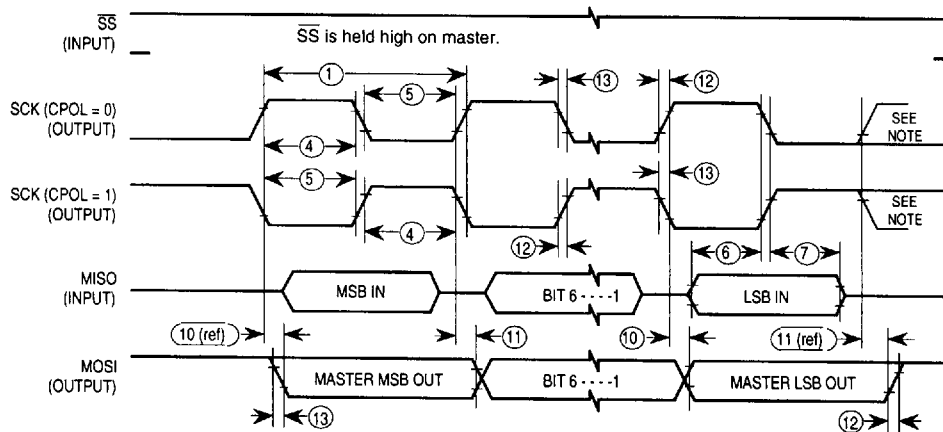 SS
(INPUT)
SS is held high on master.
1
5
13
12
SCK (CPOL = 0)
(OUTPUT)
SEE
NOTE
4
5
13
SCK (CPOL = 1)
(OUTPUT)
SEE
NOTE
4
12
6
7
MISO
(INPUT)
MSB IN
BIT 6 - - - - -1
LSB IN
10 (ref)
11
10
11 (ref)
MOSI
(OUTPUT)
MASTER MSB OUT
BIT 6 - - - - -1
MASTER LSB OUT
13
12